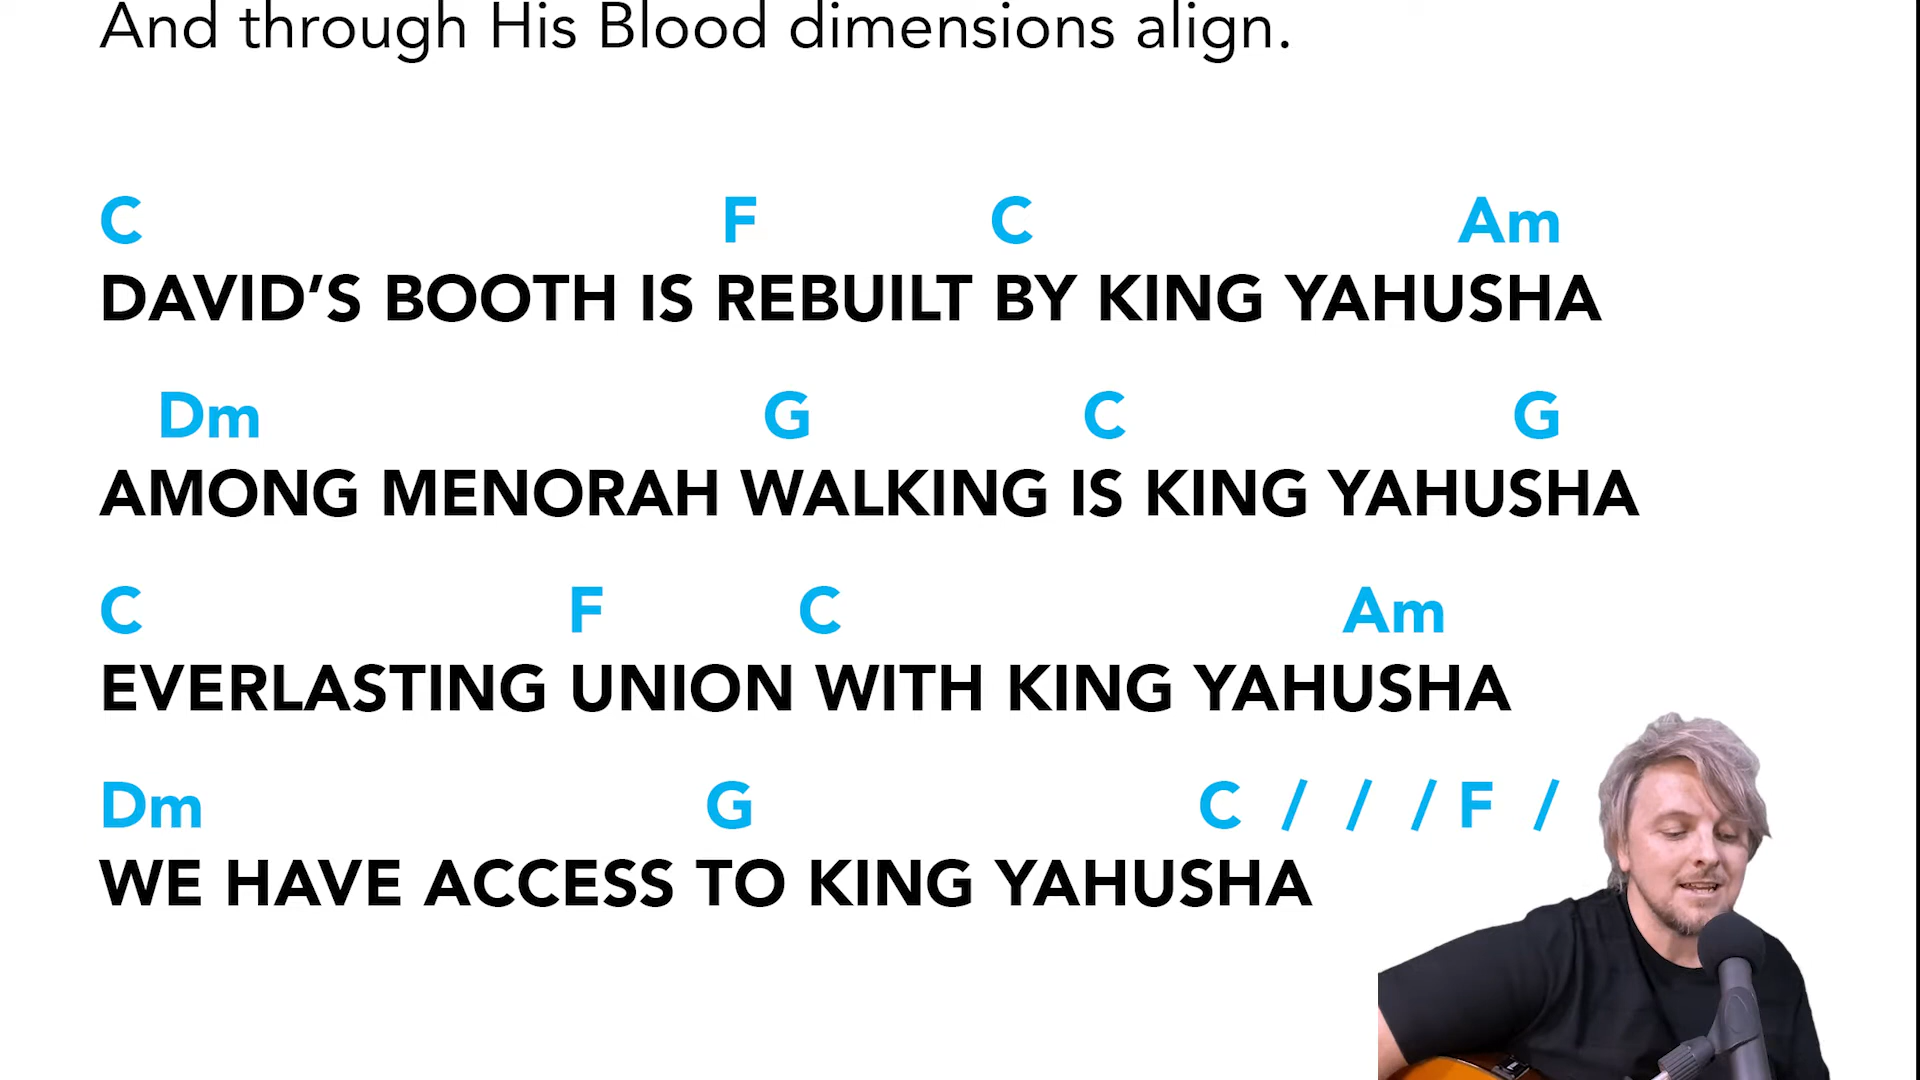 And through His Blood dimensions align.
C F C Am
DAVID’S BOOTH IS REBUILT BY KING YAHUSHA
Dm G C G
AMONG MENORAH WALKING IS KING YAHUSHA
C F C Am
EVERLASTING UNION WITH KING YAHUSHA
Dm G C / / / F /
WE HAVE ACCESS TO KING YAHUSHA